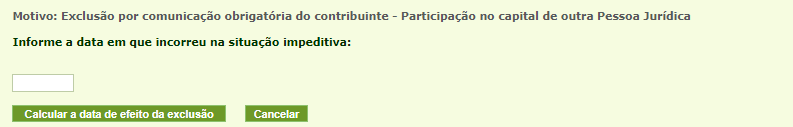 Motivo: Exclusão por comunicação obrigatória do contribuinte - Participação no capital de outra Pessoa Jurídica
Informe a data em que incorreu na situação impeditiva:
Calcular a data de efeito da exclusão Cancelar